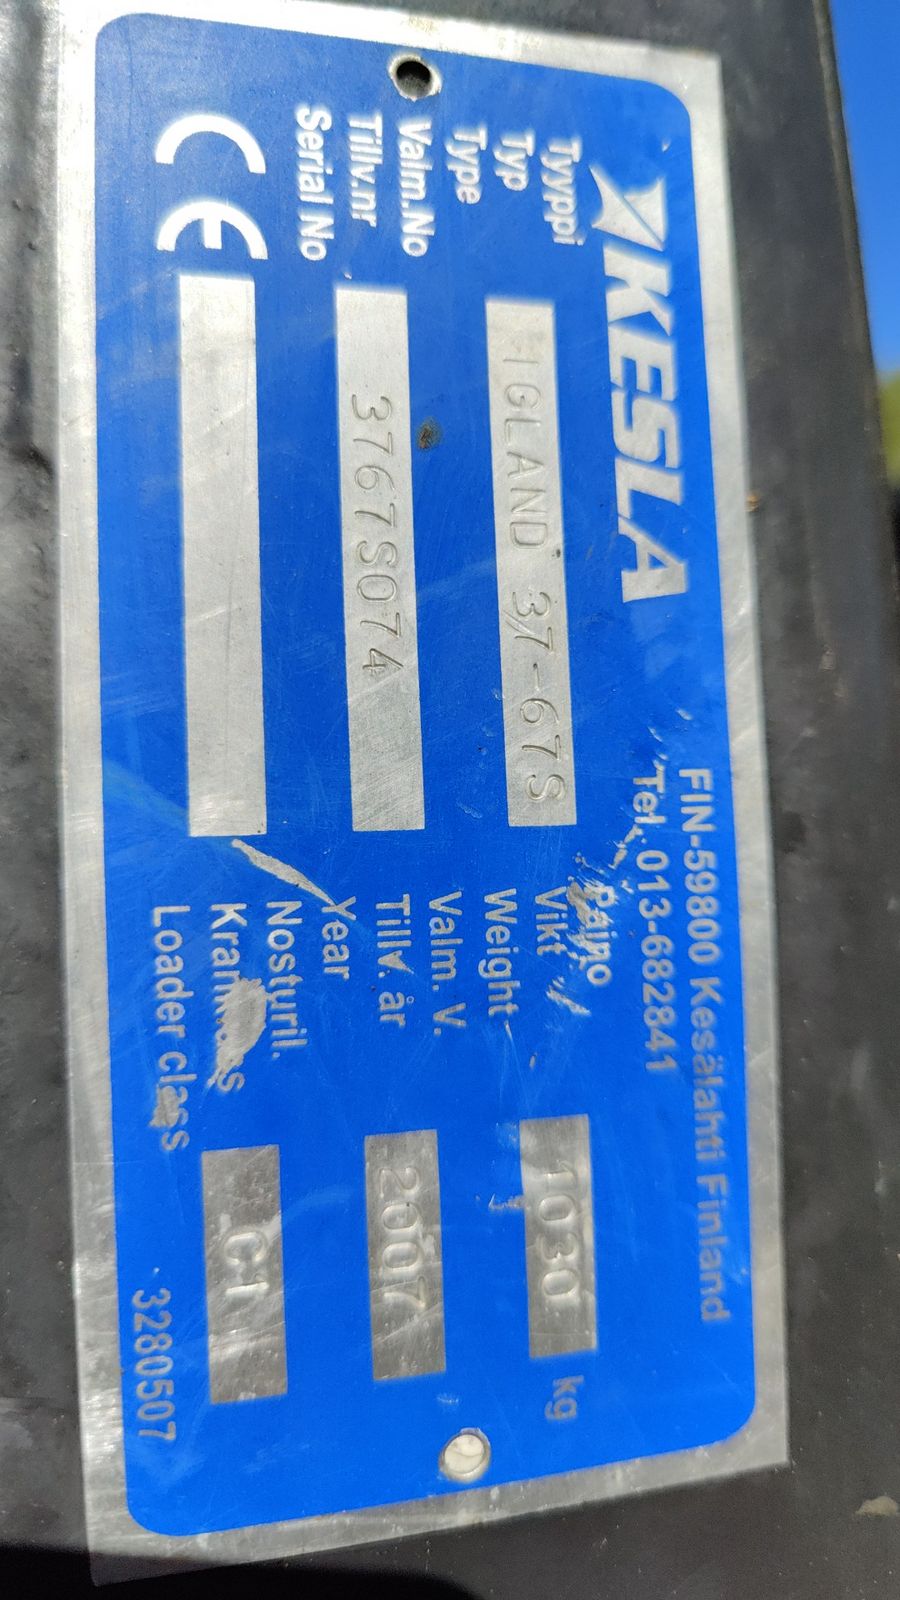 KESLA
FIN-59800 Kesälahti Finland
Tel. 013-682841
Tyyppi
Typ
Type
IGLAND 37-67S
Paino
Vikt
Weight
1030 kg
Valm.No
Tillv.nr
Serial No
3767S074
Valm. V.
Tillv. år
Year
2007
CE
Nosturil.
Loader class
C1
3280507